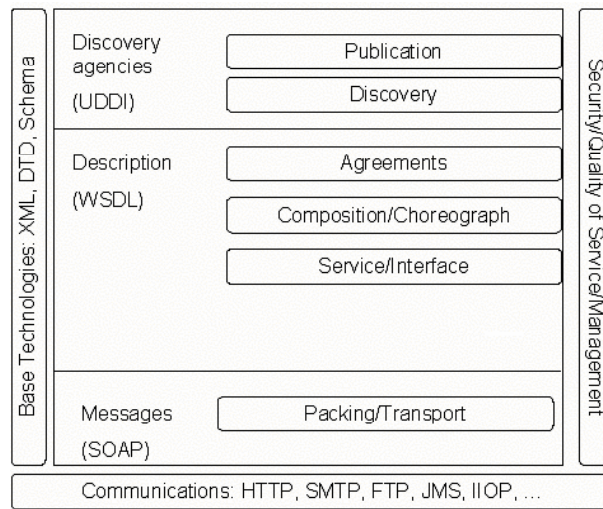 Base Technologies: XML, DTD, Schema
Discovery
agencies
(UDDI)
Publication
Discovery
Description
(WSDL)
Agreements
Composition/Choreograph
Service/Interface
Messages
(SOAP)
Packing/Transport
Security/Quality of Service/Management
Communications: HTTP, SMTP, FTP, JMS, IIOP, ...